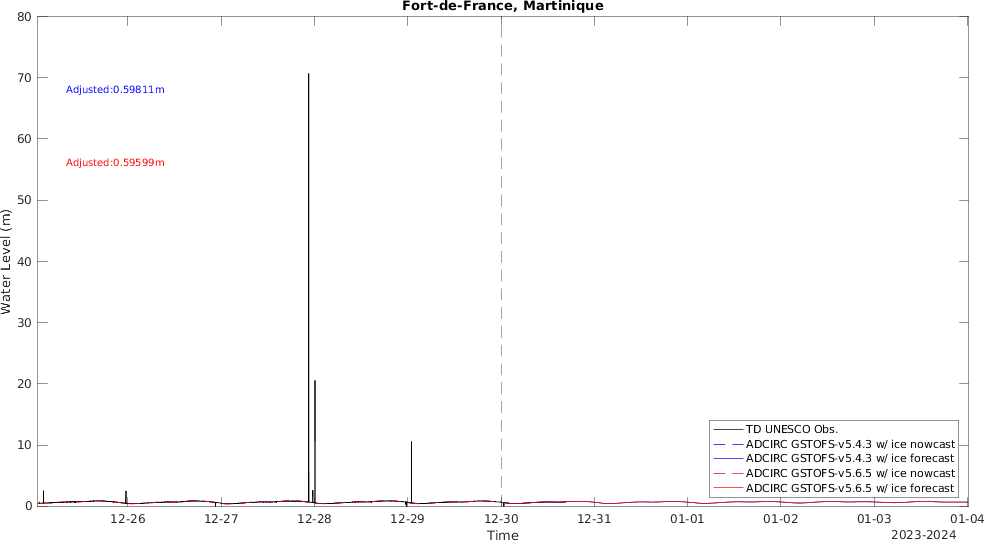 Fort-de-France, Martinique
80
70
60
50
40
30
20
10
0
Water Level (m)
Adjusted:0.59811m
Adjusted:0.59599m
TD UNESCO Obs.
ADCIRC GSTOFS-v5.4.3 w/ ice nowcast
ADCIRC GSTOFS-v5.4.3 w/ ice forecast
ADCIRC GSTOFS-v5.6.5 w/ ice nowcast
ADCIRC GSTOFS-v5.6.5 w/ ice forecast
12-26 12-27 12-28 12-29 12-30 12-31 01-01 01-02 01-03 01-04
Time
2023-2024